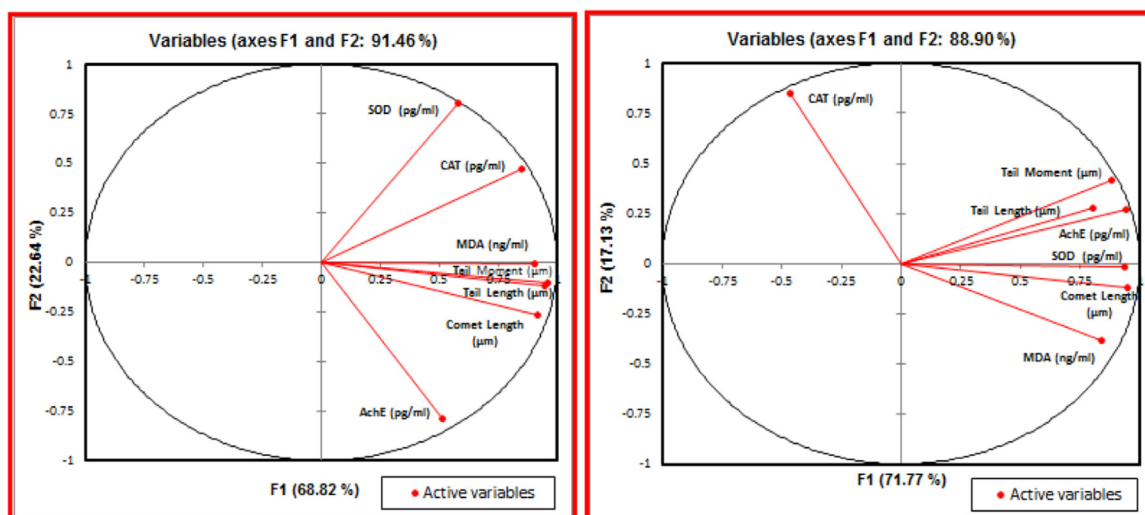 Variables (axes F1 and F2: 91.46 %)
1
0.75
0.5
0.25
0
-0.25
-0.5
-0.75
-1
-1
-0.75
-0.5
-0.25
0
0.25
0.5
0.75
1
F2 (22.64 %)
SOD (pg/ml)
CAT (pg/ml)
MDA (ng/ml)
Tail Moment (µm)
Tail Length (µm)
Comet Length
(µm)
AchE (pg/ml)
F1 (68.82 %)
Active variables
Variables (axes F1 and F2: 88.90 %)
1
0.75
0.5
0.25
0
-0.25
-0.5
-0.75
-1
-1
-0.75
-0.5
-0.25
0
0.25
0.5
0.75
1
F2 (17.13 %)
CAT (pg/ml)
Tail Moment (µm)
Tail Length (µm)
AchE (pg/ml)
SOD (pg/ml)
Comet Length
(µm)
MDA (ng/ml)
F1 (71.77 %)
Active variables